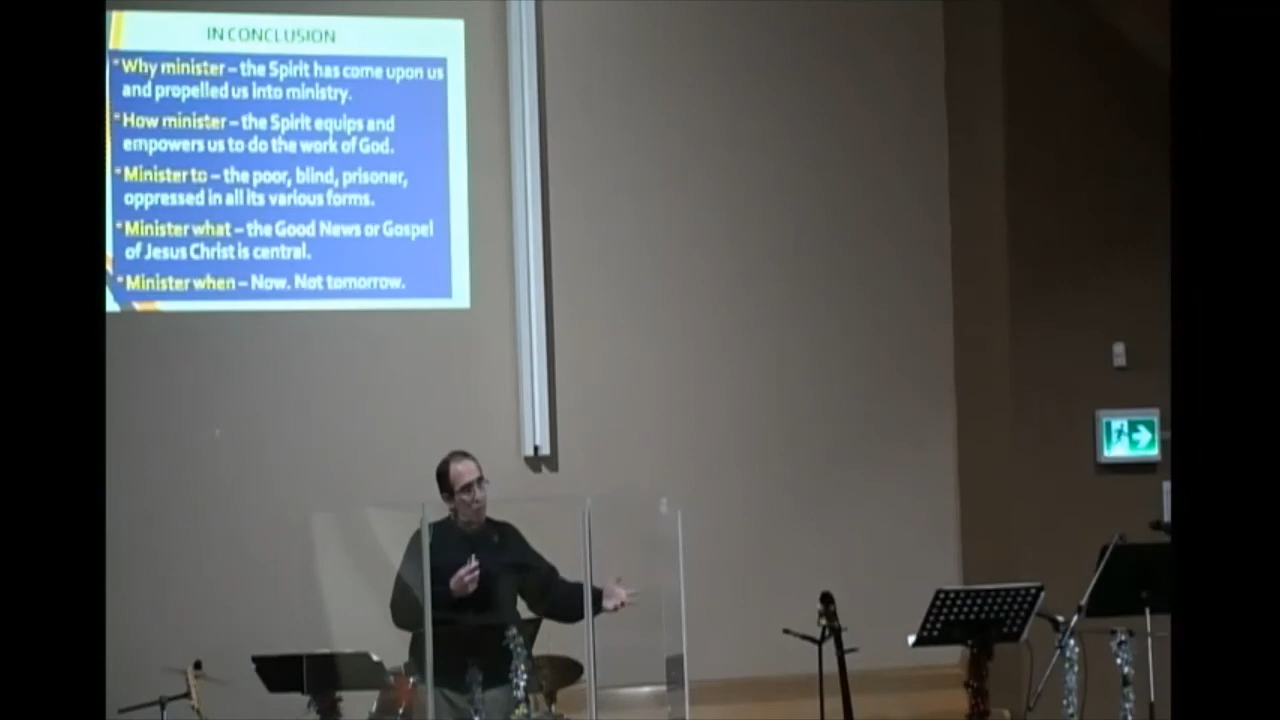 IN CONCLUSION
*Why minister – the Spirit has come upon us
and propelled us into ministry.
*How minister – the Spirit equips and
empowers us to do the work of God.
*Minister to – the poor, blind, prisoner,
oppressed in all its various forms.
*Minister what – the Good News or Gospel
of Jesus Christ is central.
*Minister when – Now. Not tomorrow.